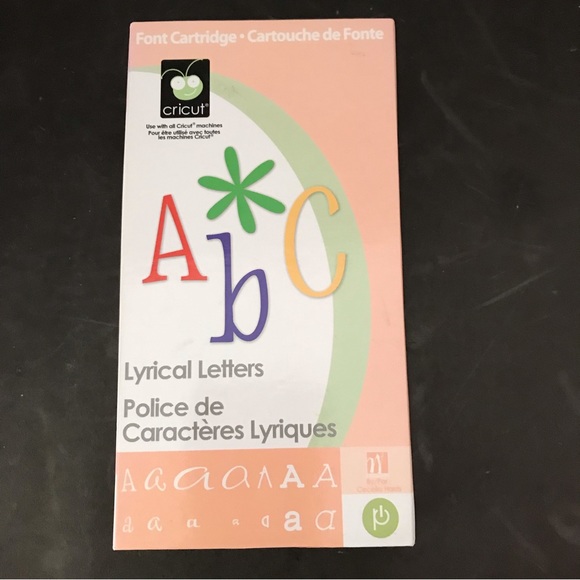 Font Cartridge • Cartouche de Fonte
cricut®
Use with all Cricut® machines
Pour être utilisé avec toutes
les machines Cricut®
A*bC
Lyrical Letters
Police de
Caractères Lyriques
A a a a A A A
a a a a a a a